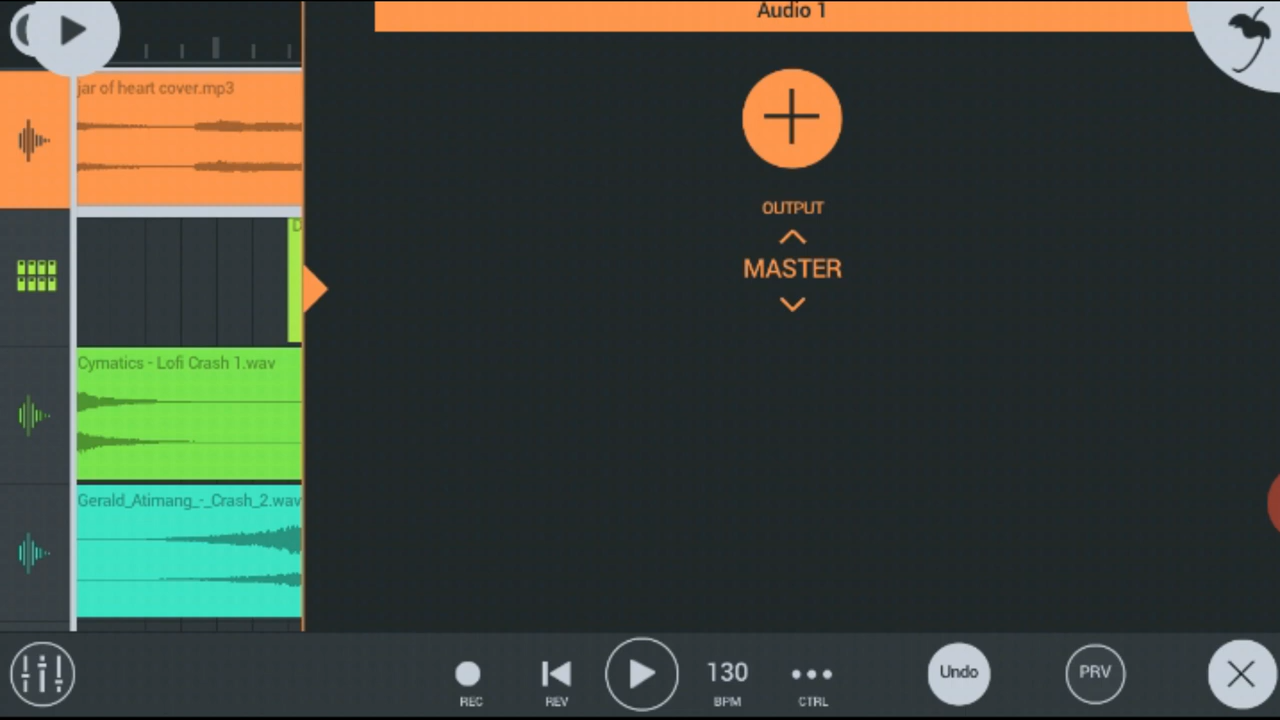 Audio 1
jar of heart cover.mp3
OUTPUT
MASTER
Cymatics - Lofi Crash 1.wav
Gerald_Atimang_-_Crash_2.wav
130
Undo
PRV
REC
REV
BPM
CTRL